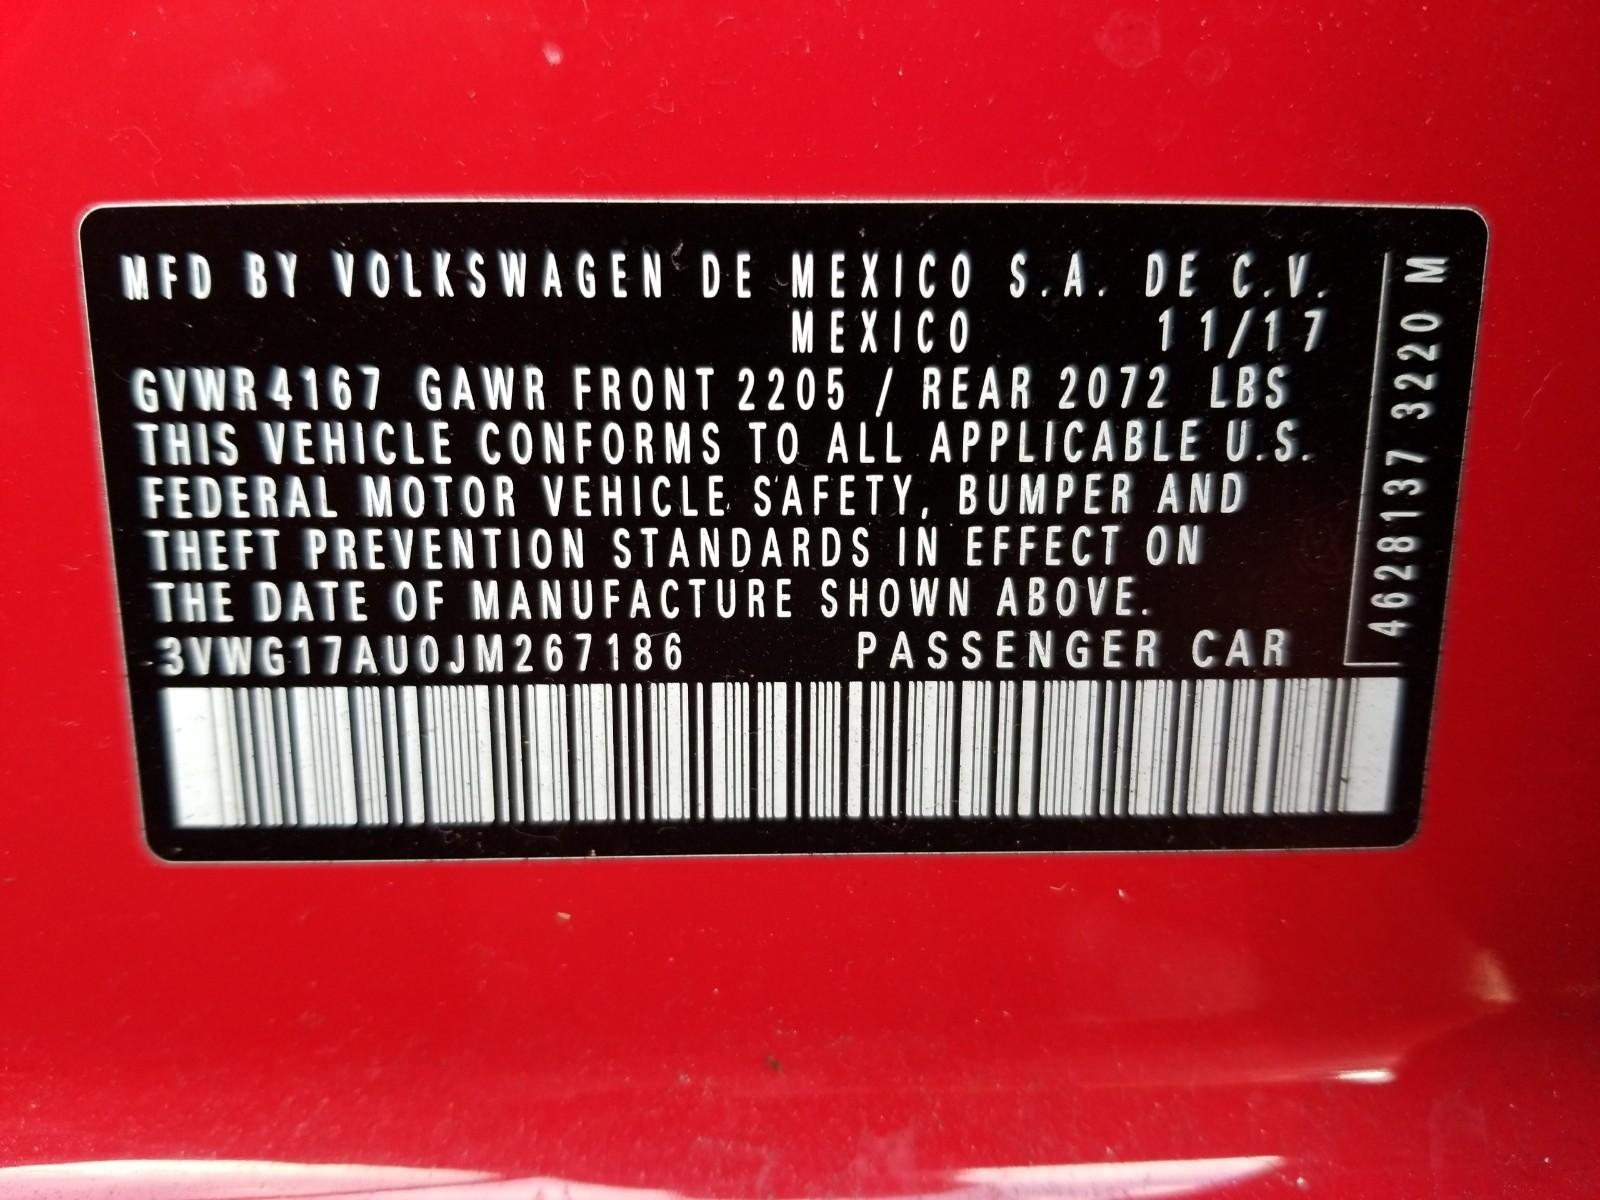 MFD BY VOLKSWAGEN DE MEXICO S.A. DE C.V.
MEXICO 11/17
GVWR 4167 GAWR FRONT 2205 / REAR 2072 LBS
THIS VEHICLE CONFORMS TO ALL APPLICABLE U.S.
FEDERAL MOTOR VEHICLE SAFETY, BUMPER AND
THEFT PREVENTION STANDARDS IN EFFECT ON
THE DATE OF MANUFACTURE SHOWN ABOVE.
3VWG17AU0JM267186 PASSENGER CAR
4628137 3220 M